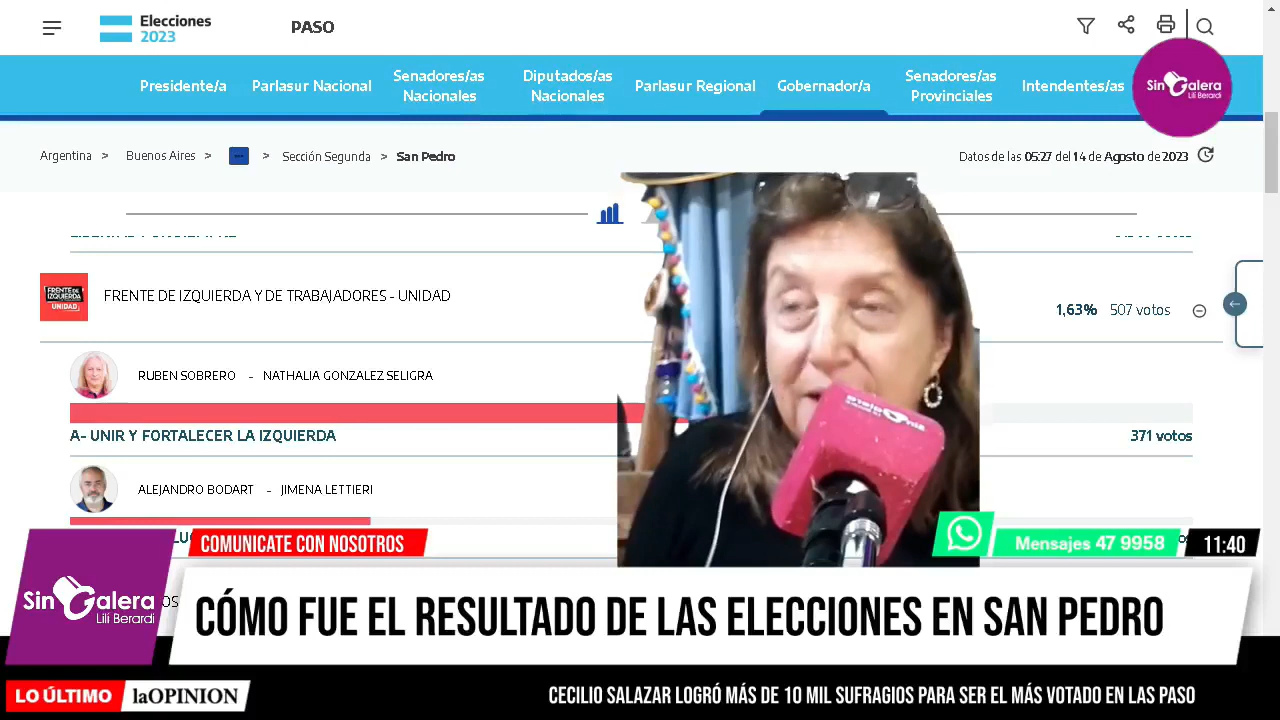 Elecciones
2023
PASO
Presidente/a
Parlasur Nacional
Senadores/as
Nacionales
Diputados/as
Nacionales
Parlasur Regional
Gobernador/a
Senadores/as
Provinciales
Intendentes/as
Sin Galera
Lilí Berardi
Argentina > Buenos Aires > ... > Sección Segunda > San Pedro
Datos de las 05:27 del 14 de Agosto de 2023
FRENTE DE IZQUIERDA UNIDAD
FRENTE DE IZQUIERDA Y DE TRABAJADORES - UNIDAD
1,63% 507 votos
RUBEN SOBRERO - NATHALIA GONZALEZ SELIGRA
A- UNIR Y FORTALECER LA IZQUIERDA
371 votos
ALEJANDRO BODART - JIMENA LETTIERI
COMUNICATE CON NOSOTROS
Mensajes 47 9958
11:40
Sin Galera
Lilí Berardi
CÓMO FUE EL RESULTADO DE LAS ELECCIONES EN SAN PEDRO
LO ÚLTIMO
laOPINION
CECILIO SALAZAR LOGRÓ MÁS DE 10 MIL SUFRAGIOS PARA SER EL MÁS VOTADO EN LAS PASO